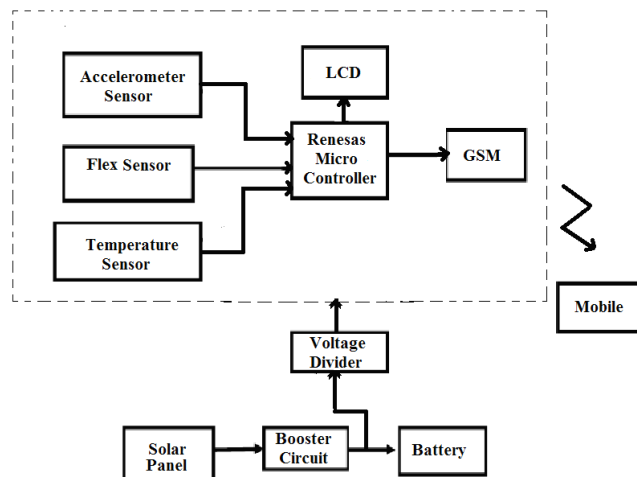 Accelerometer
Sensor
LCD
Renesas
Micro
Controller
Flex Sensor
GSM
Temperature
Sensor
Mobile
Voltage
Divider
Solar
Panel
Booster
Circuit
Battery